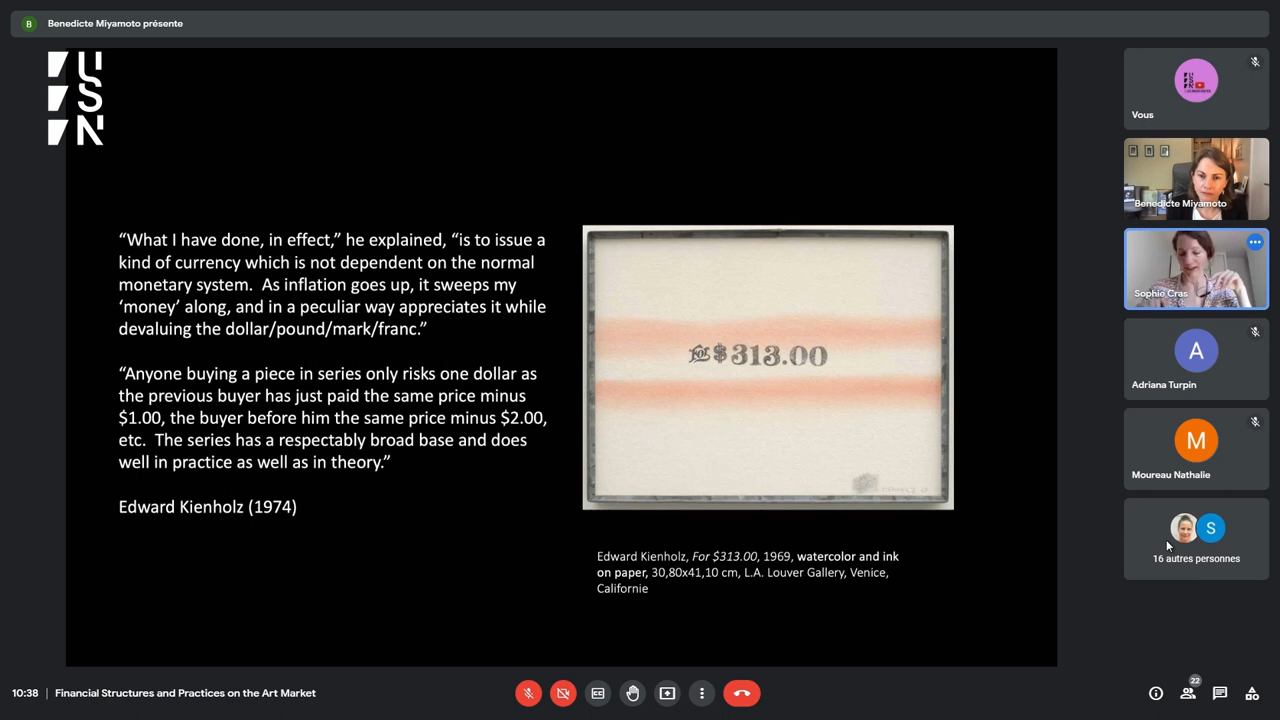 B Benedicte Miyamoto présente
USN
“What I have done, in effect,” he explained, “is to issue a
kind of currency which is not dependent on the normal
monetary system.  As inflation goes up, it sweeps my
‘money’ along, and in a peculiar way appreciates it while
devaluing the dollar/pound/mark/franc.”
“Anyone buying a piece in series only risks one dollar as
the previous buyer has just paid the same price minus
$1.00, the buyer before him the same price minus $2.00,
etc.  The series has a respectably broad base and does
well in practice as well as in theory.”
Edward Kienholz (1974)
For $313.00
Edward Kienholz, For $313.00, 1969, watercolor and ink
on paper, 30,80x41,10 cm, L.A. Louver Gallery, Venice,
Californie
Vous
Benedicte Miyamoto
Sophie Cras
A
Adriana Turpin
M
Moureau Nathalie
S
16 autres personnes
10:38 | Financial Structures and Practices on the Art Market
CC
22